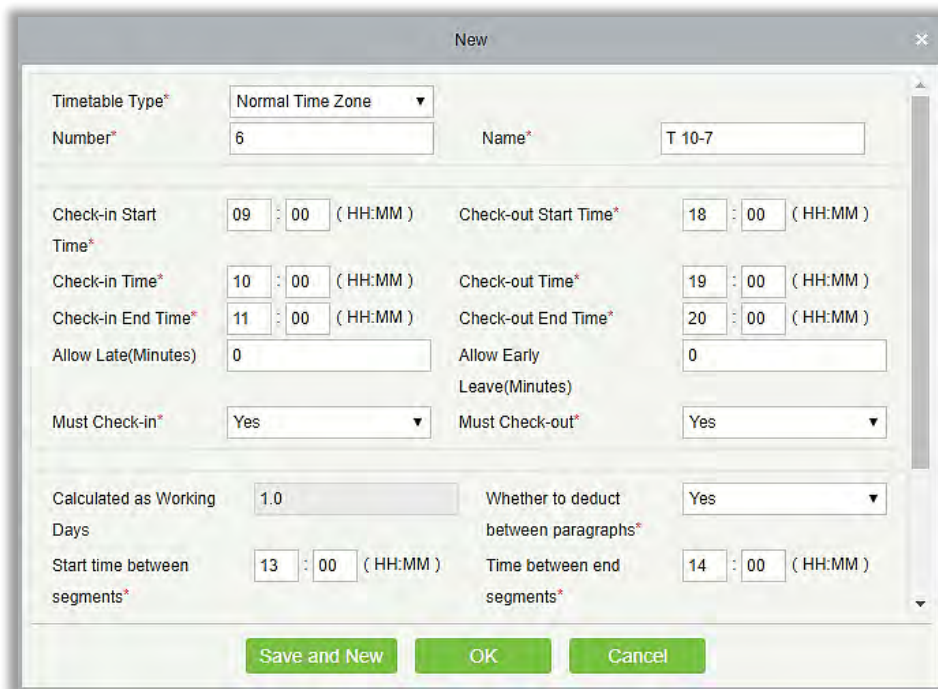 New
Timetable Type* Normal Time Zone
Number* 6 Name* T 10-7
Check-in Start Time* 09 : 00 ( HH:MM ) Check-out Start Time* 18 : 00 ( HH:MM )
Check-in Time* 10 : 00 ( HH:MM ) Check-out Time* 19 : 00 ( HH:MM )
Check-in End Time* 11 : 00 ( HH:MM ) Check-out End Time* 20 : 00 ( HH:MM )
Allow Late(Minutes) 0 Allow Early Leave(Minutes) 0
Must Check-in* Yes Must Check-out* Yes
Calculated as Working Days 1.0 Whether to deduct between paragraphs* Yes
Start time between segments* 13 : 00 ( HH:MM ) Time between end segments* 14 : 00 ( HH:MM )
Save and New OK Cancel